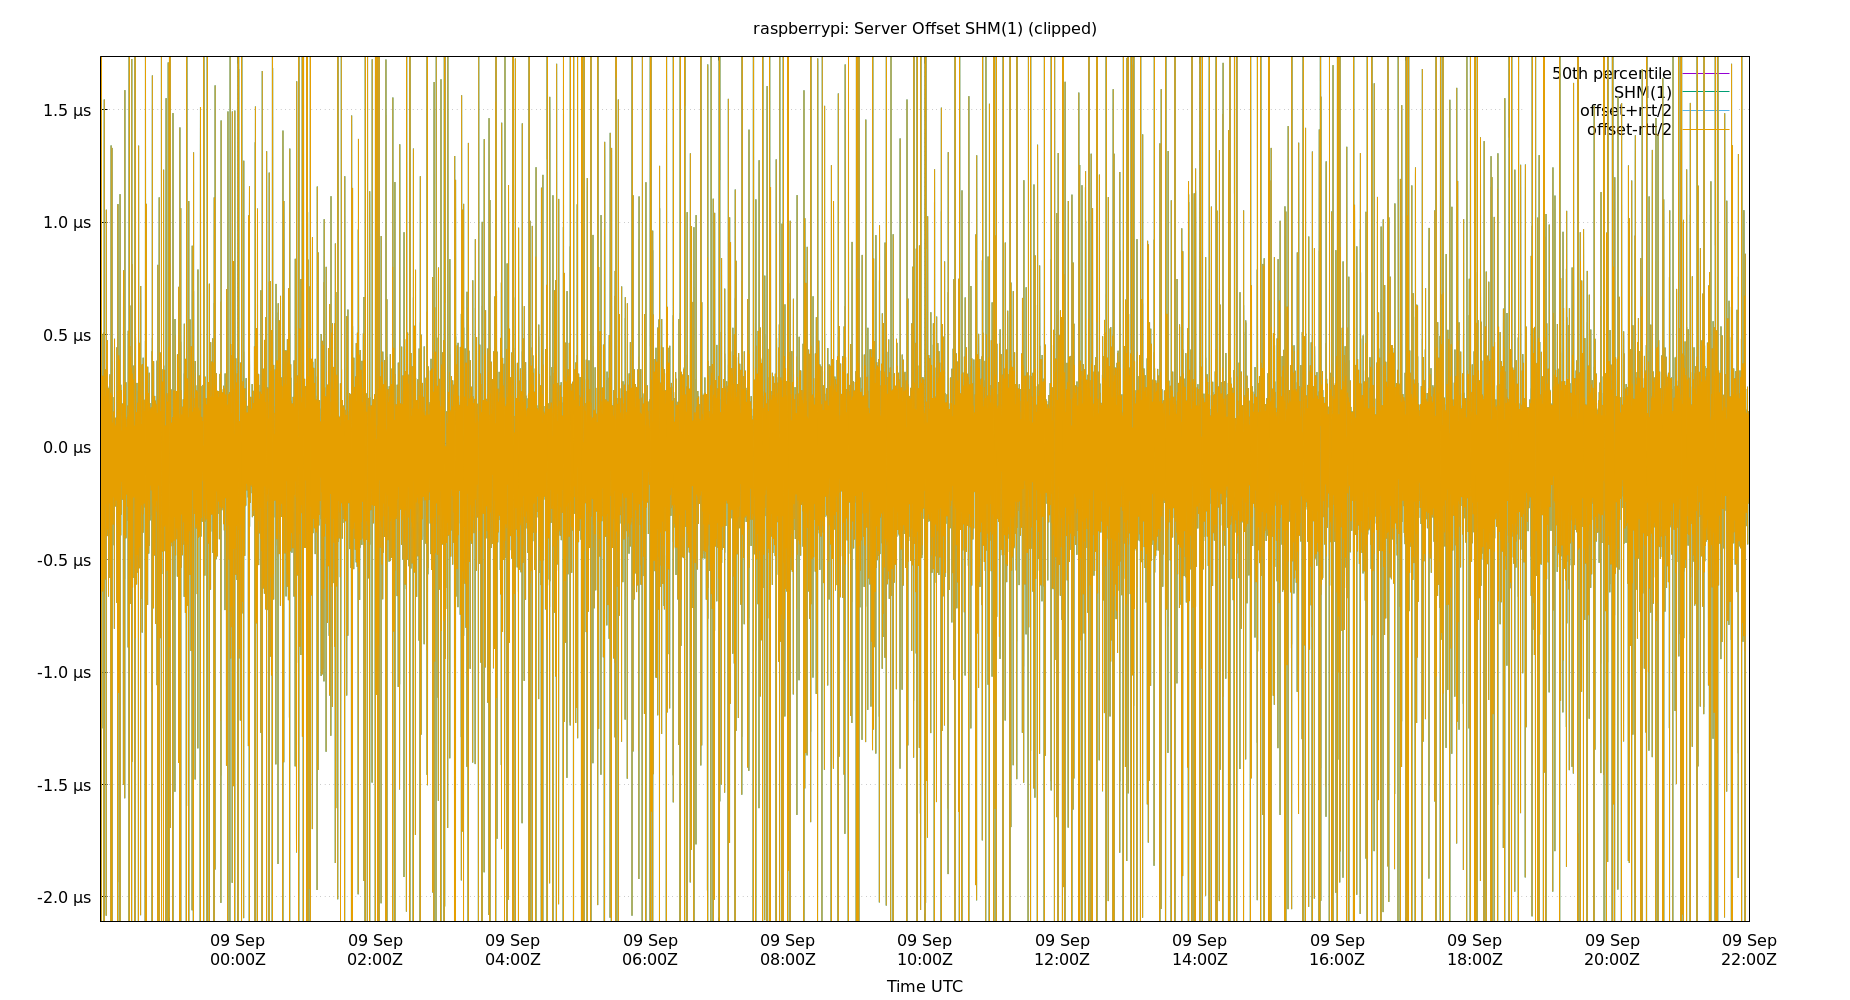 raspberrypi: Server Offset SHM(1) (clipped)
50th percentile
SHM(1)
offset+rtt/2
offset-rtt/2
1.5 µs
1.0 µs
0.5 µs
0.0 µs
-0.5 µs
-1.0 µs
-1.5 µs
-2.0 µs
09 Sep 09 Sep 09 Sep 09 Sep 09 Sep 09 Sep 09 Sep 09 Sep 09 Sep 09 Sep 09 Sep 09 Sep
00:00Z 02:00Z 04:00Z 06:00Z 08:00Z 10:00Z 12:00Z 14:00Z 16:00Z 18:00Z 20:00Z 22:00Z
Time UTC